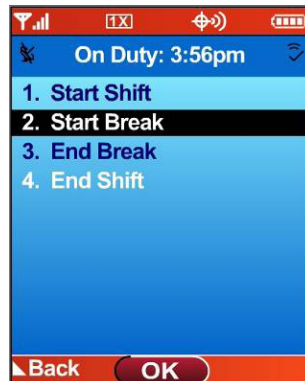 1X
On Duty: 3:56pm
1. Start Shift
2. Start Break
3. End Break
4. End Shift
Back OK